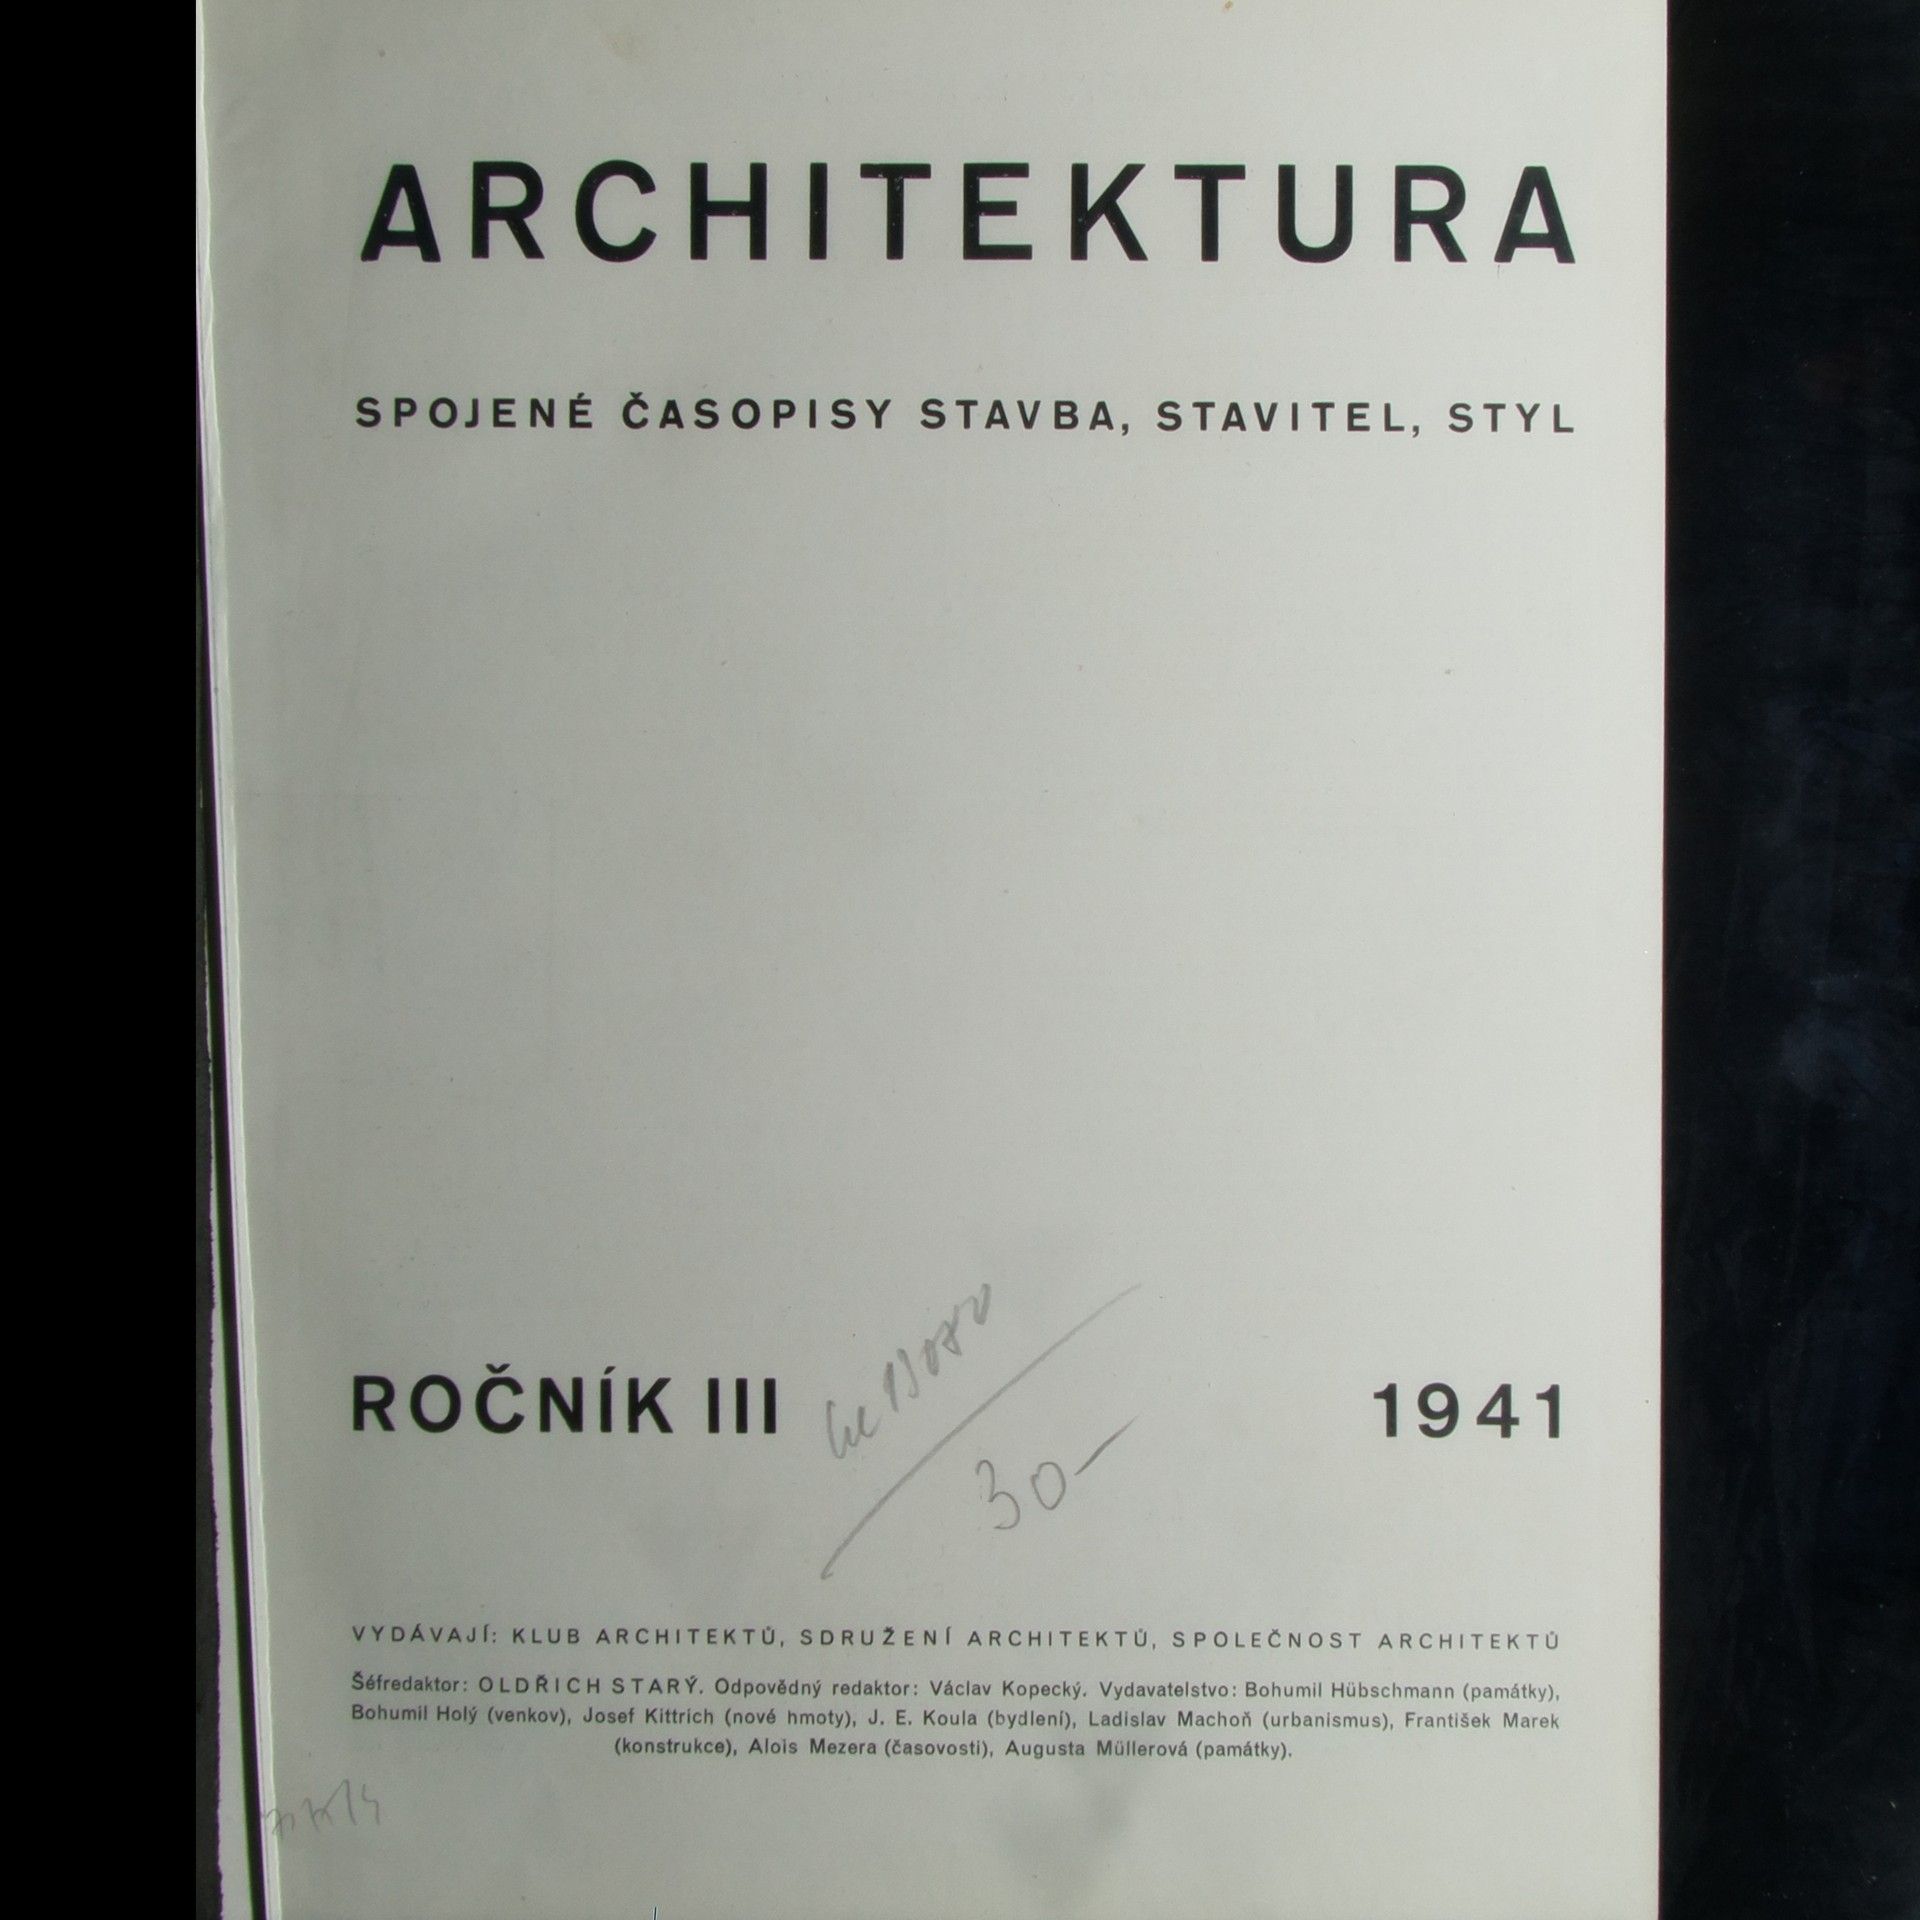 ARCHITEKTURA
SPOJENÉ ČASOPISY STAVBA, STAVITEL, STYL
ROČNÍK III 1941
30-
VYDÁVAJÍ: KLUB ARCHITEKTŮ, SDRUŽENÍ ARCHITEKTŮ, SPOLEČNOST ARCHITEKTŮ
Šéfredaktor: OLDŘICH STARÝ. Odpovědný redaktor: Václav Kopecký. Vydavatelstvo: Bohumil Hübschmann (památky),
Bohumil Holý (venkov), Josef Kittrich (nové hmoty), J. E. Koula (bydlení), Ladislav Machoň (urbanismus), František Marek
(konstrukce), Alois Mezera (časovosti), Augusta Müllerová (památky).